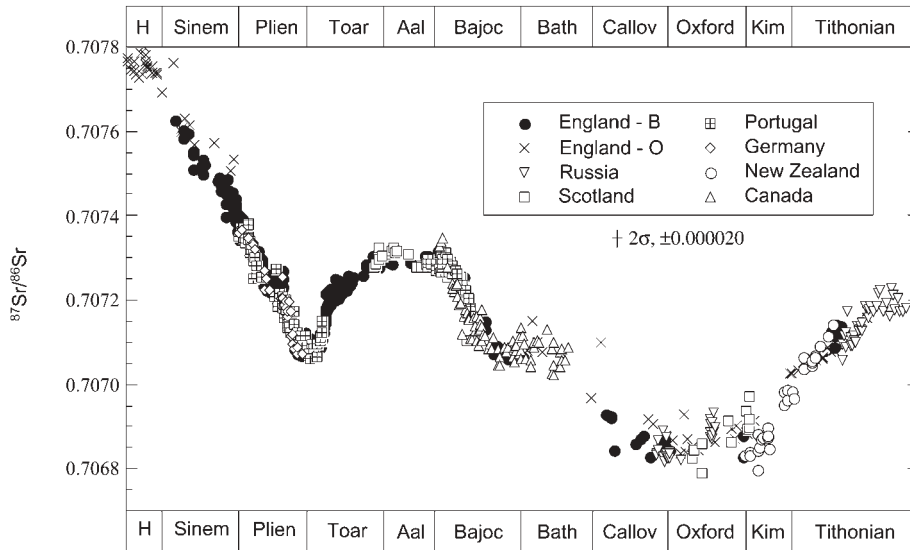 H Sinem Plien Toar Aal Bajoc Bath Callov Oxford Kim Tithonian
0.7078
England - B Portugal
England - O Germany
0.7076
Russia New Zealand
Scotland Canada
2σ, ±0.000020
0.7074
⁸⁷Sr/⁸⁶Sr
0.7072
0.7070
0.7068
H Sinem Plien Toar Aal Bajoc Bath Callov Oxford Kim Tithonian